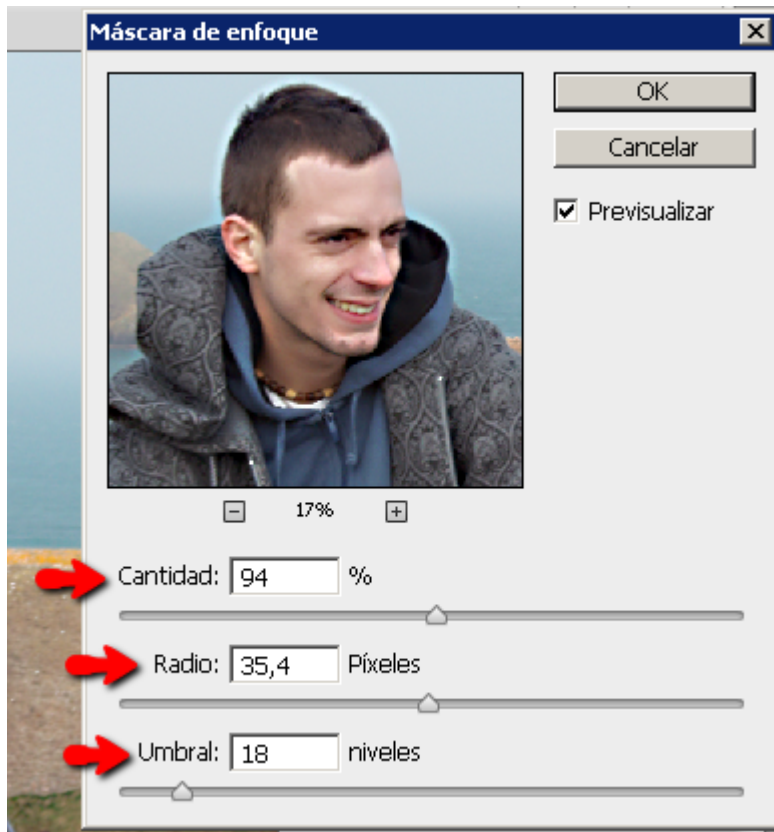 Máscara de enfoque
OK
Cancelar
Previsualizar
17%
Cantidad: 94 %
Radio: 35,4 Píxeles
Umbral: 18 niveles